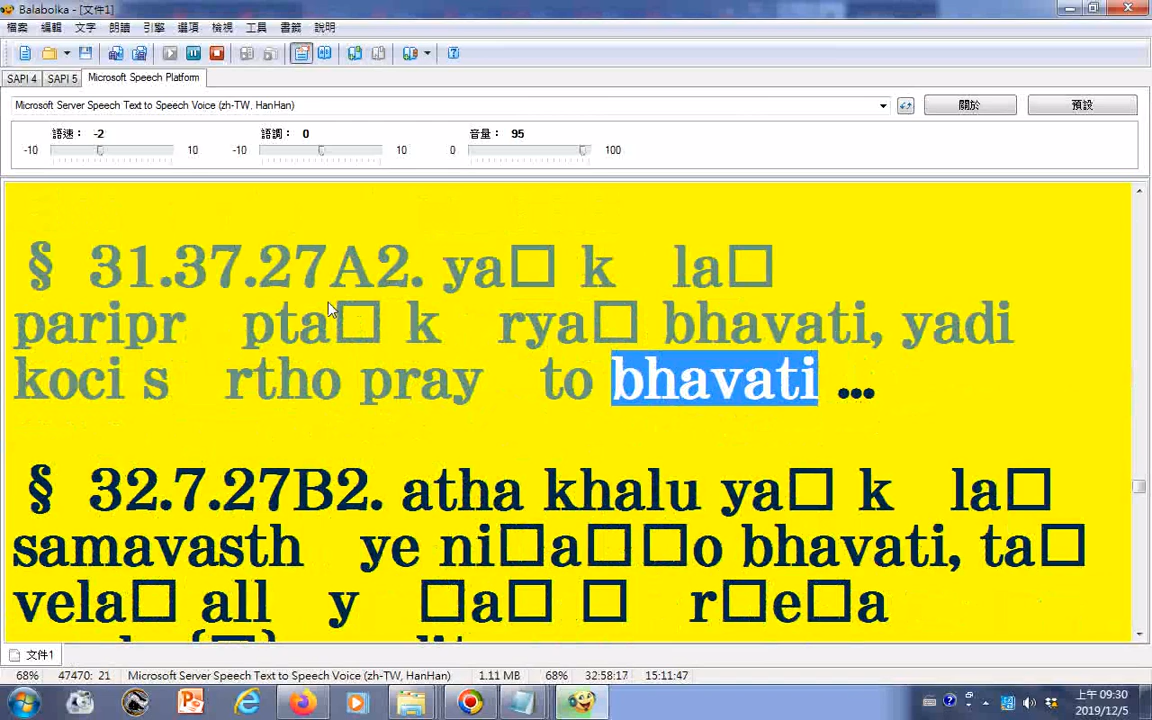 Balabolka - [文件1]
檔案 編輯 文字 朗讀 引擎 選項 檢視 工具 書籤 說明
SAPI 4 SAPI 5 Microsoft Speech Platform
Microsoft Server Speech Text to Speech Voice (zh-TW, HanHan)
關於
預設
語速： -2 語調： 0 音量： 95
-10 10 -10 10 0 100
§ 31.37.27A2. ya□ k la□
paripr pta□ k rya□ bhavati, yadi
koci s rtho pray to bhavati ...
§ 32.7.27B2. atha khalu ya□ k la□
samavasth ye ni□a□□□o bhavati, ta□
vela□ all y □a□ □ r□e□a
文件1
68% 47470: 21 Microsoft Server Speech Text to Speech Voice (zh-TW, HanHan) 1.11 MB 68% 32:58:17 15:11:47
上午 09:30
2019/12/5